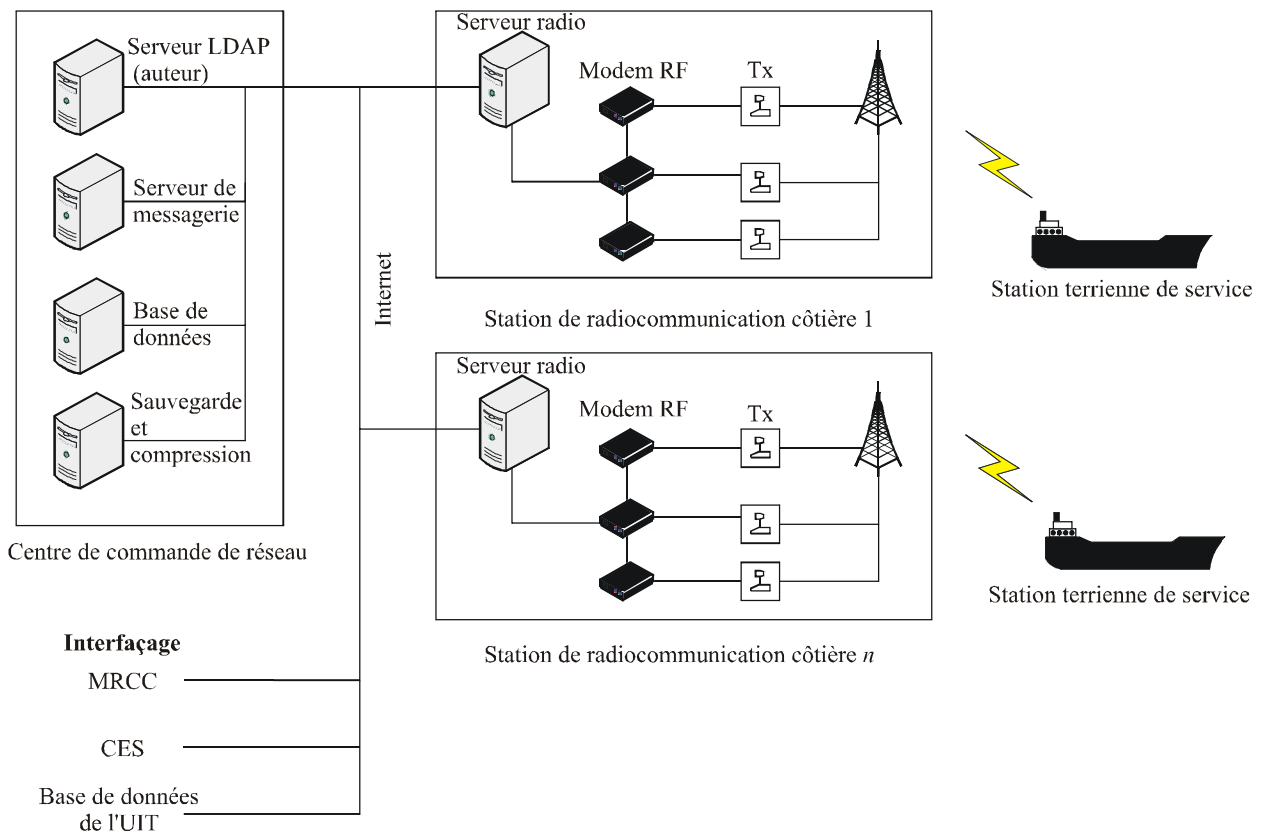 Serveur LDAP
(auteur)
Serveur de
messagerie
Base de
données
Sauvegarde
et
compression
Centre de commande de réseau
Internet
Serveur radio
Modem RF
Tx
Station de radiocommunication côtière 1
Station terrienne de service
Serveur radio
Modem RF
Tx
Station de radiocommunication côtière n
Station terrienne de service
Interfaçage
MRCC
CES
Base de données
de l'UIT